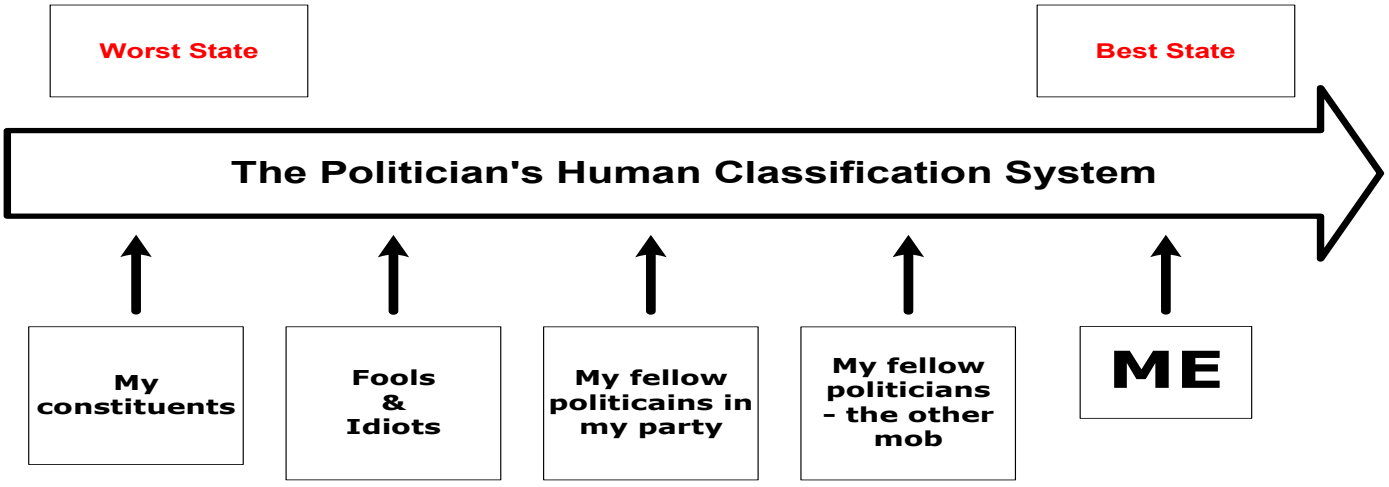 Worst State
Best State
The Politician's Human Classification System
My
constituents
Fools
&
Idiots
My fellow
politicains in
my party
My fellow
politicians
- the other
mob
ME